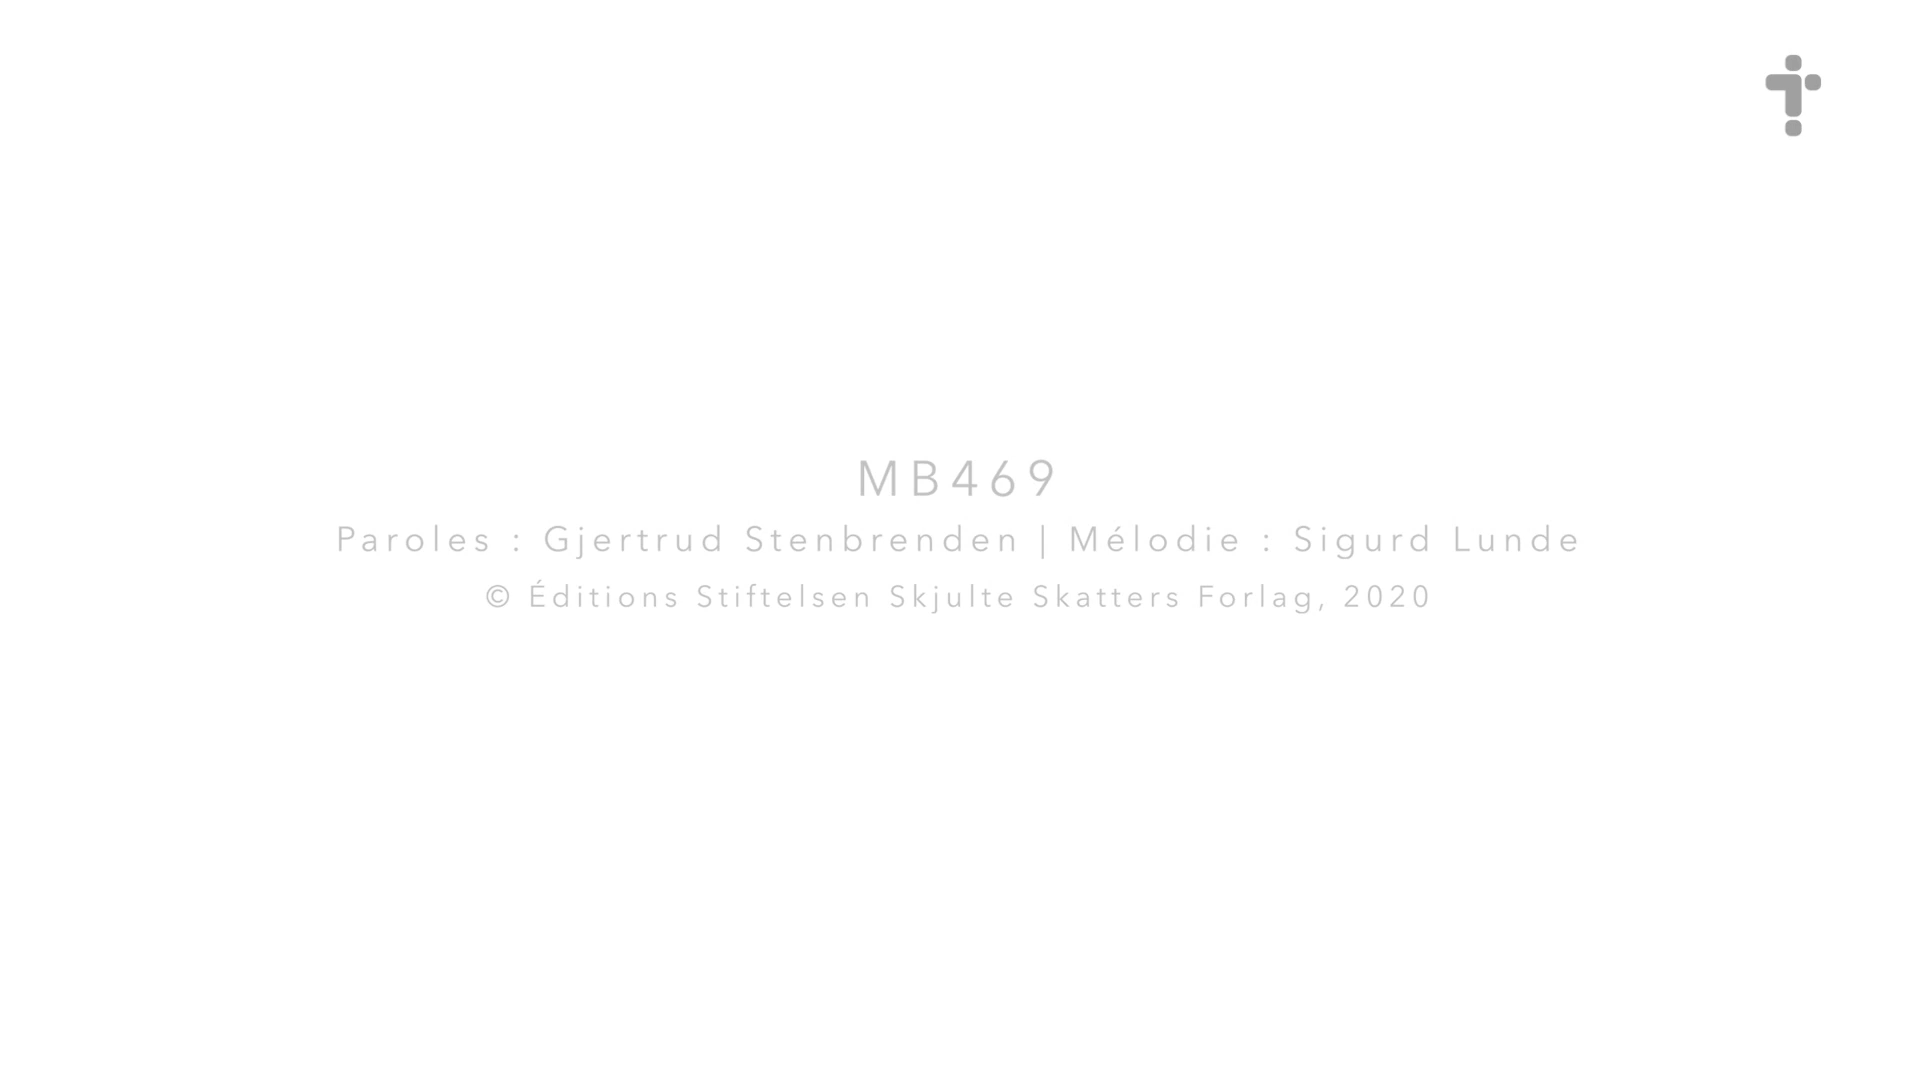 MB469
Paroles : Gjertrud Stenbrenden | Mélodie : Sigurd Lunde
© Éditions Stiftelsen Skjulte Skatters Forlag, 2020